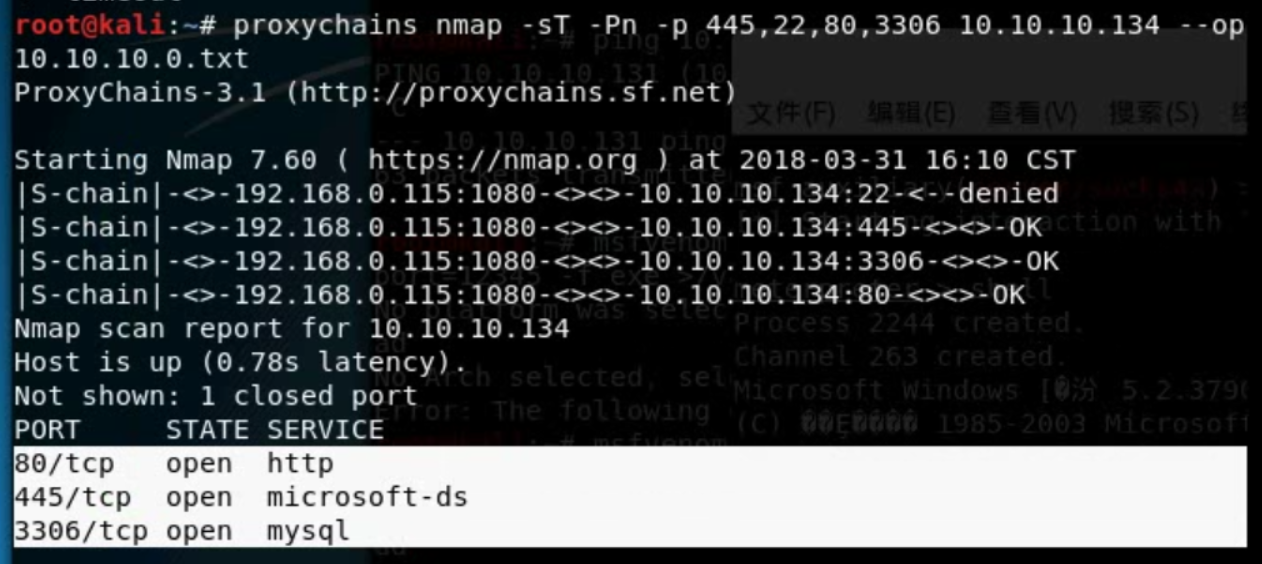 root@kali:~# proxychains nmap -sT -Pn -p 445,22,80,3306 10.10.10.134 --op
10.10.10.0.txt
ProxyChains-3.1 (http://proxychains.sf.net)
文件(F) 编辑(E) 查看(V) 搜索(S)
Starting Nmap 7.60 ( https://nmap.org ) at 2018-03-31 16:10 CST
|S-chain|-<>-192.168.0.115:1080-<><>-10.10.10.134:22-<--denied
|S-chain|-<>-192.168.0.115:1080-<><>-10.10.10.134:445-<><>-OK
|S-chain|-<>-192.168.0.115:1080-<><>-10.10.10.134:3306-<><>-OK
|S-chain|-<>-192.168.0.115:1080-<><>-10.10.10.134:80-<><>-OK
Nmap scan report for 10.10.10.134
Process 2244 created.
Host is up (0.78s latency).
Channel 263 created.
Not shown: 1 closed port
Microsoft Windows [ 5.2.3790
PORT     STATE SERVICE
(C) 1985-2003 Microsoft
80/tcp   open  http
445/tcp  open  microsoft-ds
3306/tcp open  mysql